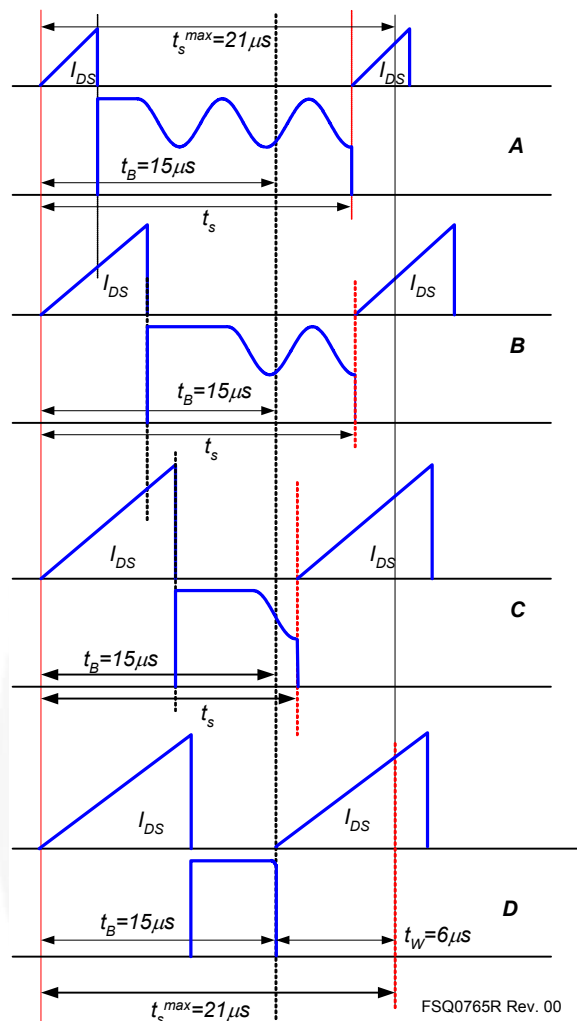 t_s^max=21μs
I_DS
I_DS
A
t_B=15μs
t_s
I_DS
I_DS
B
t_B=15μs
t_s
I_DS
I_DS
C
t_B=15μs
t_s
I_DS
I_DS
D
t_B=15μs
t_W=6μs
t_s^max=21μs
FSQ0765R Rev. 00